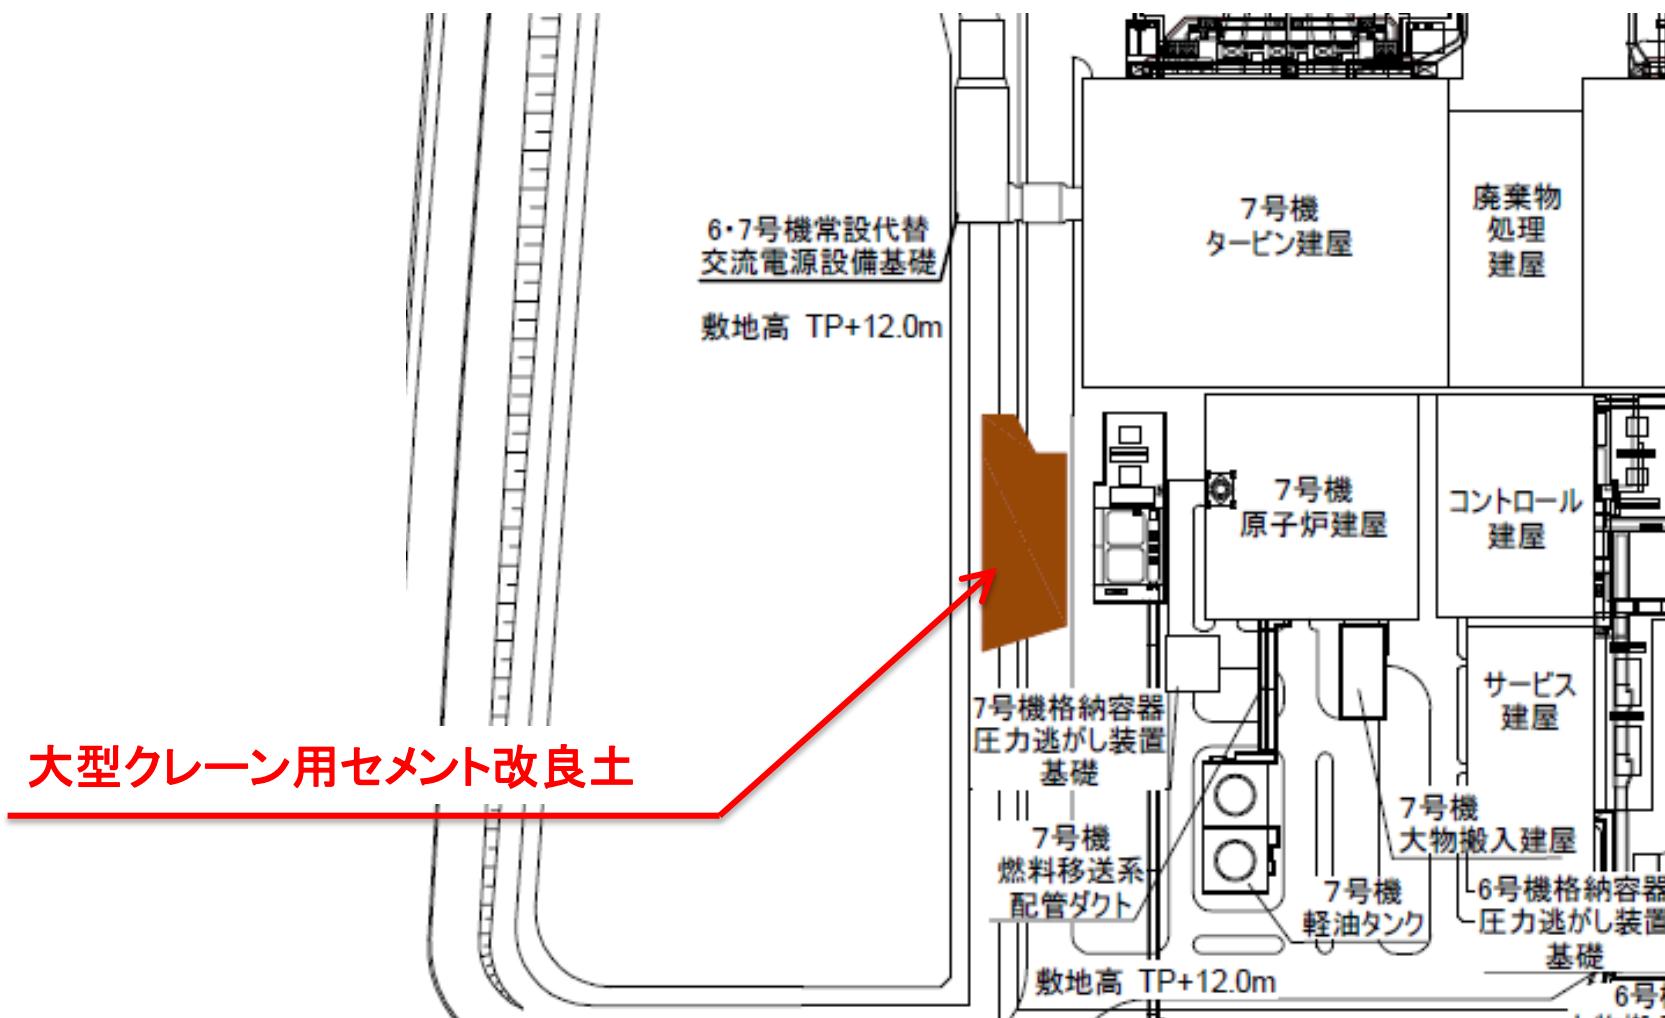 6・7号機常設代替
交流電源設備基礎
敷地高 TP+12.0m
7号機
タービン建屋
廃棄物
処理
建屋
7号機
原子炉建屋
コントロール
建屋
サービス
建屋
7号機格納容器
圧力逃がし装置
基礎
大型クレーン用セメント改良土
7号機
燃料移送系
配管ダクト
7号機
大物搬入建屋
7号機
軽油タンク
6号機格納容器
圧力逃がし装置
基礎
敷地高 TP+12.0m
6号